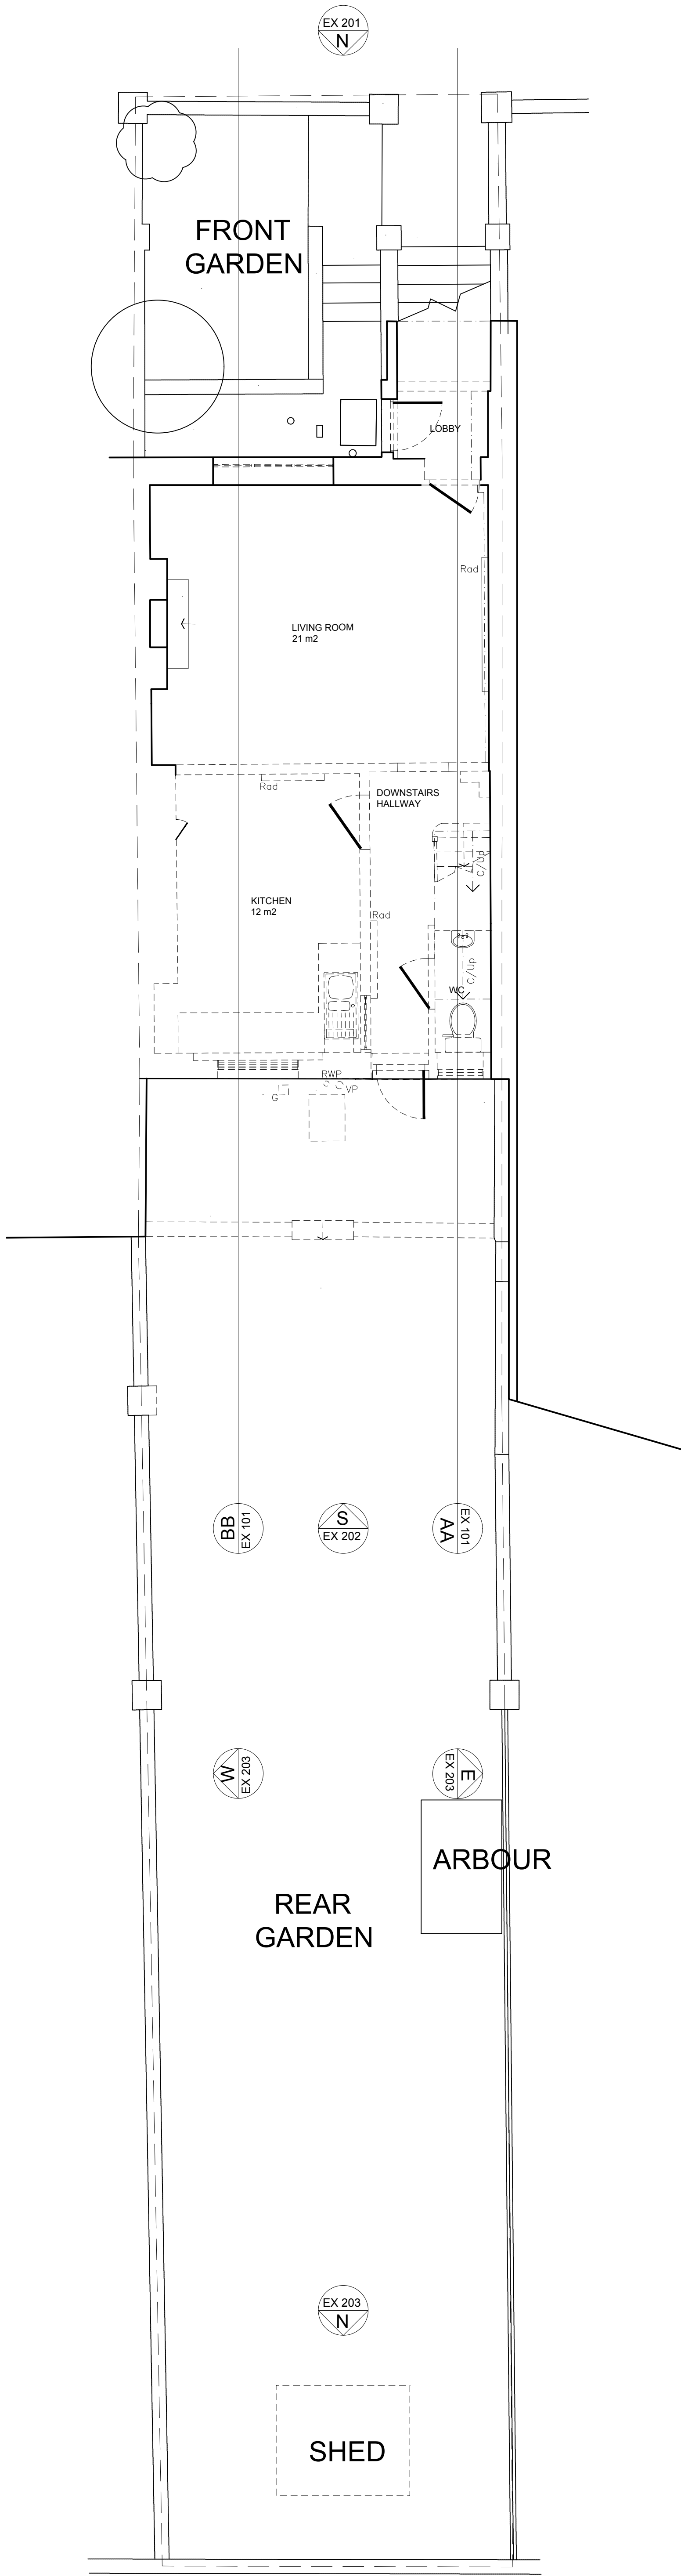 EX 201
N
FRONT
GARDEN
LOBBY
Rad
LIVING ROOM
21 m2
Rad
DOWNSTAIRS
HALLWAY
C/Up
KITCHEN
12 m2
Rad
C/Up
WC
RWP
VP
G
BB
EX 101
S
EX 202
AA
EX 101
W
EX 203
E
EX 203
ARBOUR
REAR
GARDEN
EX 203
N
SHED